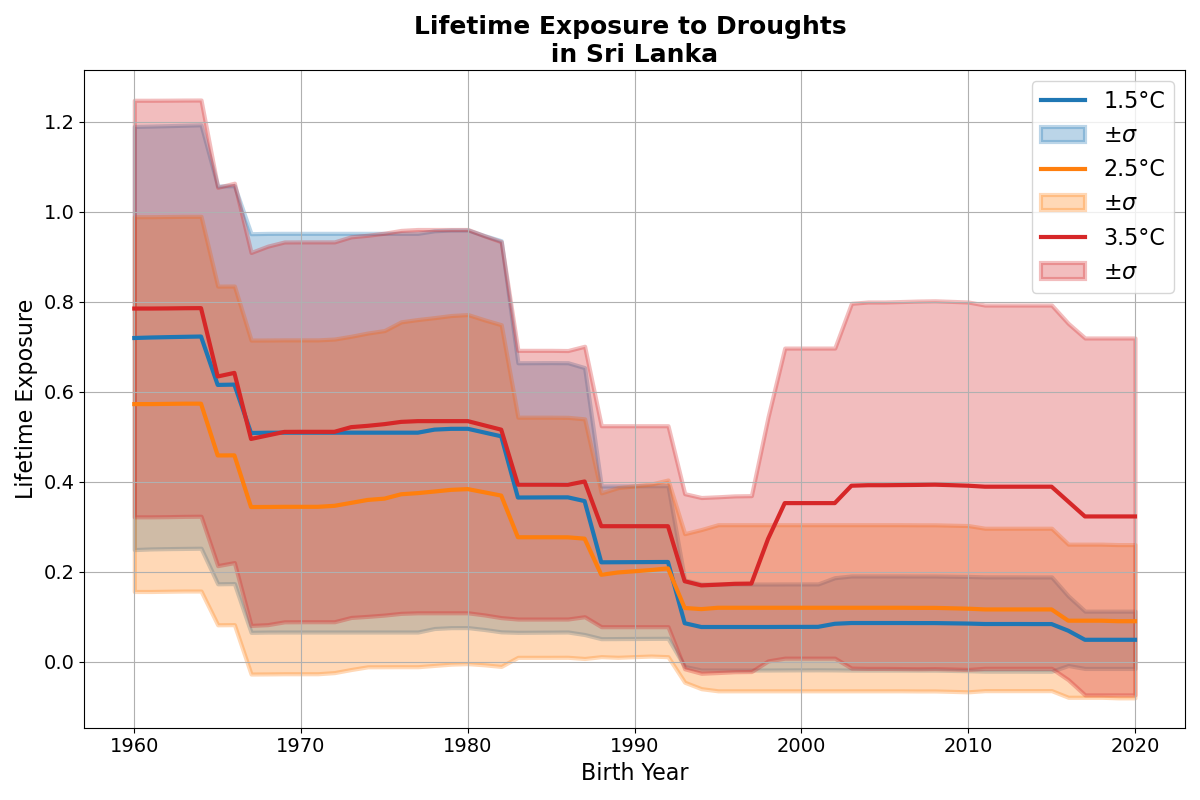 Lifetime Exposure to Droughts
in Sri Lanka
Lifetime Exposure
1.2
1.0
0.8
0.6
0.4
0.2
0.0
1960
1970
1980
1990
2000
2010
2020
Birth Year
1.5°C
±σ
2.5°C
±σ
3.5°C
±σ